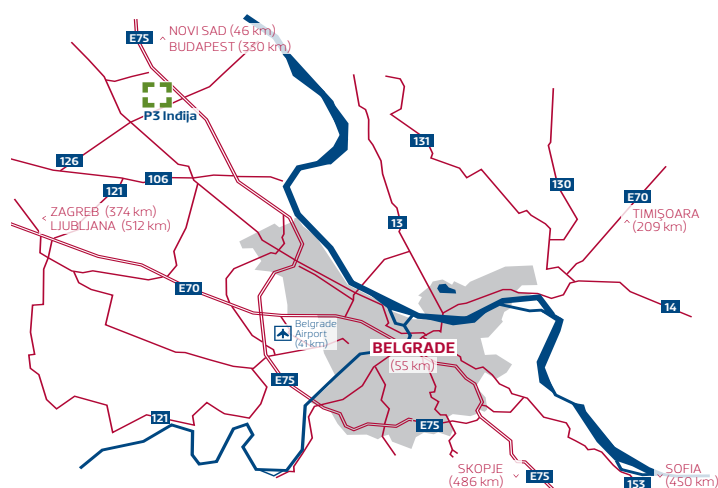 E75
NOVI SAD (46 km)
BUDAPEST (330 km)
P3 Indija
131
126
106
121
130
E70
ZAGREB (374 km)
LJUBLJANA (512 km)
13
TIMIȘOARA
(209 km)
E70
14
Belgrade
Airport
(41 km)
BELGRADE
(55 km)
E75
121
E75
SKOPJE
(486 km)
E75
153
SOFIA
(450 km)